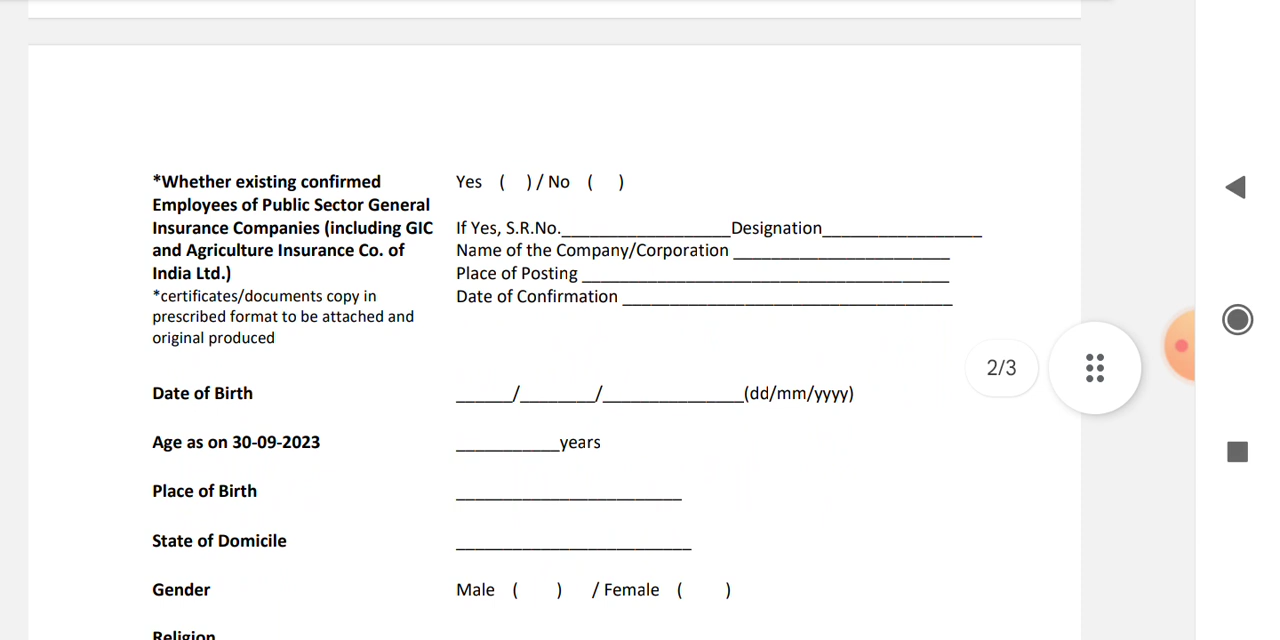 *Whether existing confirmed Yes ( ) / No ( )
Employees of Public Sector General
Insurance Companies (including GIC If Yes, S.R.No.__________________Designation_________________
and Agriculture Insurance Co. of Name of the Company/Corporation _______________________
India Ltd.) Place of Posting _______________________________________
*certificates/documents copy in Date of Confirmation ___________________________________
prescribed format to be attached and
original produced
2/3
Date of Birth ______/________/_______________(dd/mm/yyyy)
Age as on 30-09-2023 ___________years
Place of Birth ________________________
State of Domicile _________________________
Gender Male ( ) / Female ( )
Religion